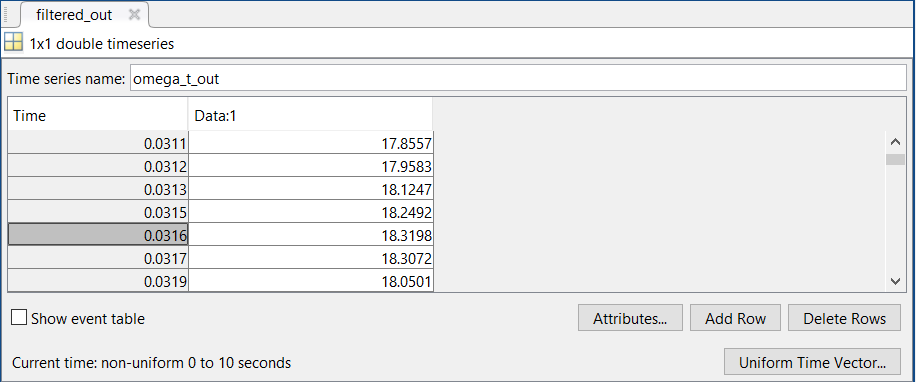 filtered_out
1x1 double timeseries
Time series name: omega_t_out
Time Data:1
0.0311 17.8557
0.0312 17.9583
0.0313 18.1247
0.0315 18.2492
0.0316 18.3198
0.0317 18.3072
0.0319 18.0501
Show event table Attributes... Add Row Delete Rows
Current time: non-uniform 0 to 10 seconds Uniform Time Vector...